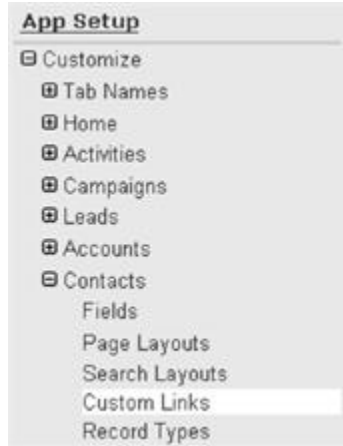 App Setup
Customize
Tab Names
Home
Activities
Campaigns
Leads
Accounts
Contacts
Fields
Page Layouts
Search Layouts
Custom Links
Record Types